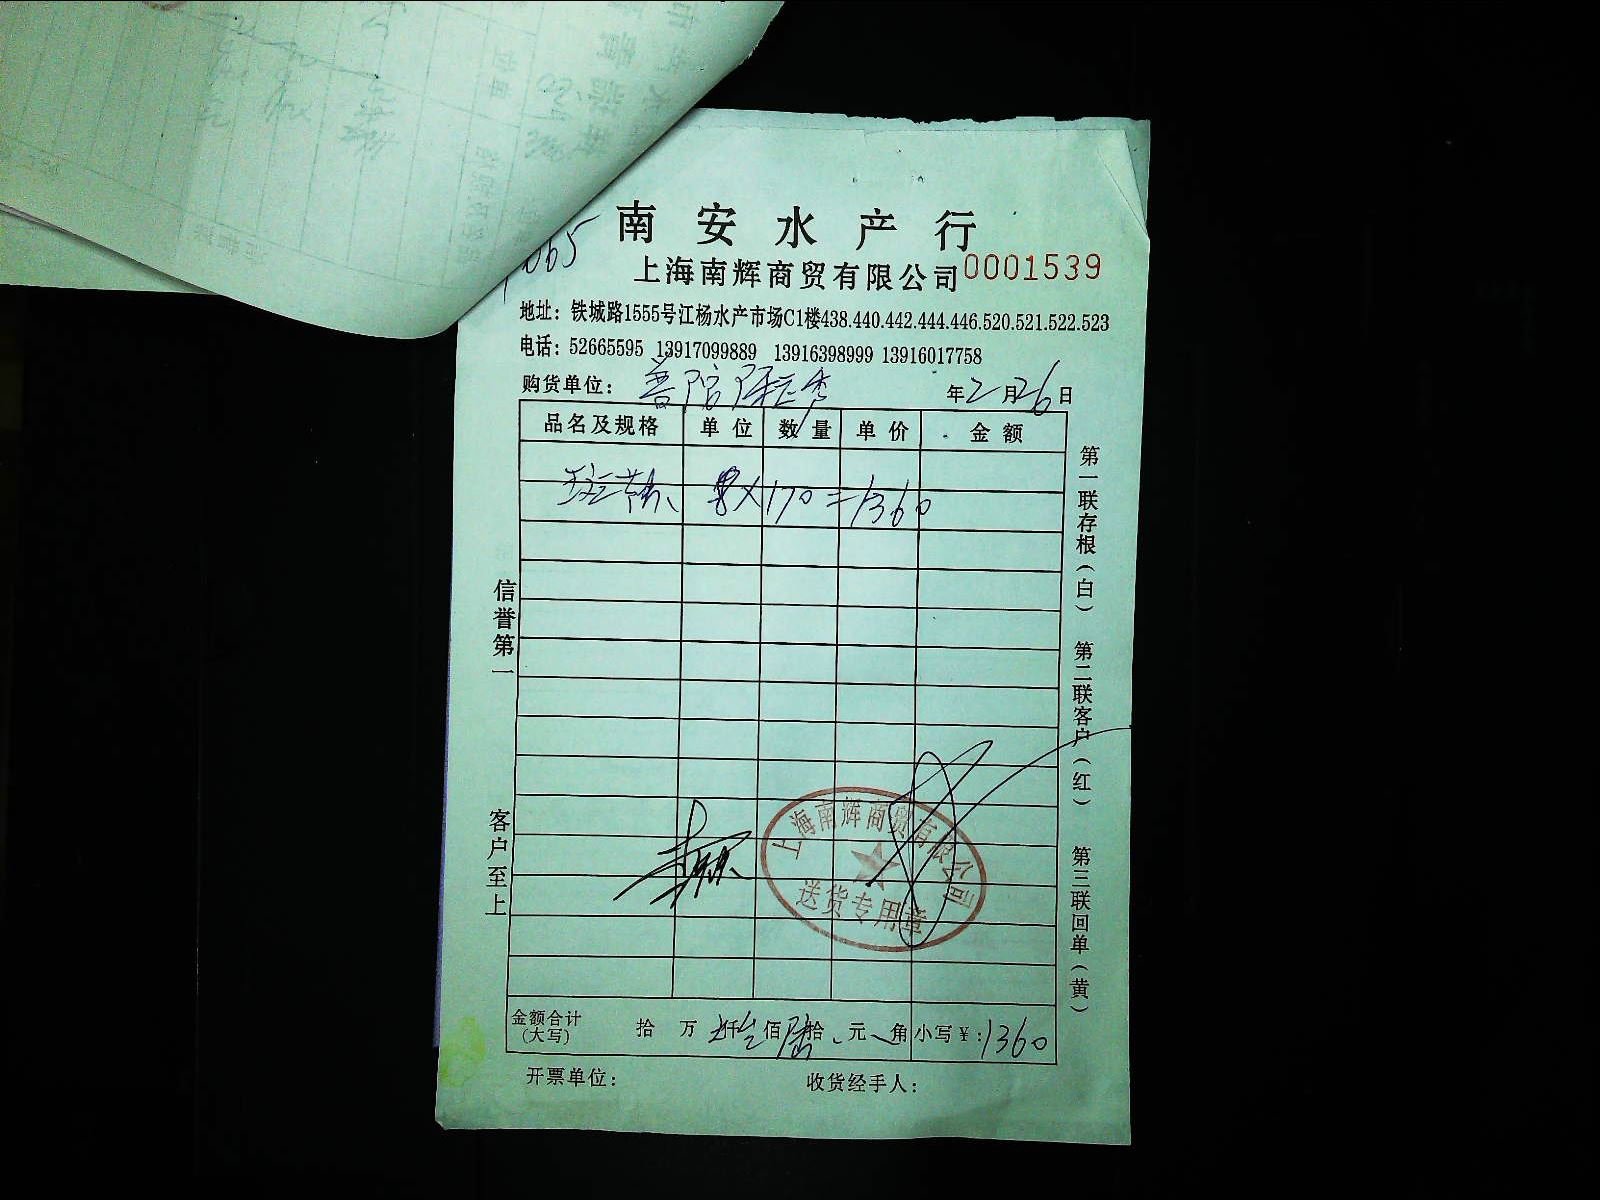 南安水产行
上海南辉商贸有限公司 0001539
地址：铁城路1555号江杨水产市场C1楼438.440.442.444.446.520.521.522.523
电话：52665595 13917099889 13916398999 13916017758
购货单位：普陀 年2月26日
品名及规格 单位 数量 单价 金额
8×170=1360
信誉第一
客户至上
第一联存根（白） 第二联客户（红） 第三联回单（黄）
上海南辉商贸有限公司
送货专用章
金额合计（大写） 拾 万 仟 佰陆拾 元 角 小写￥：1360
开票单位： 收货经手人：